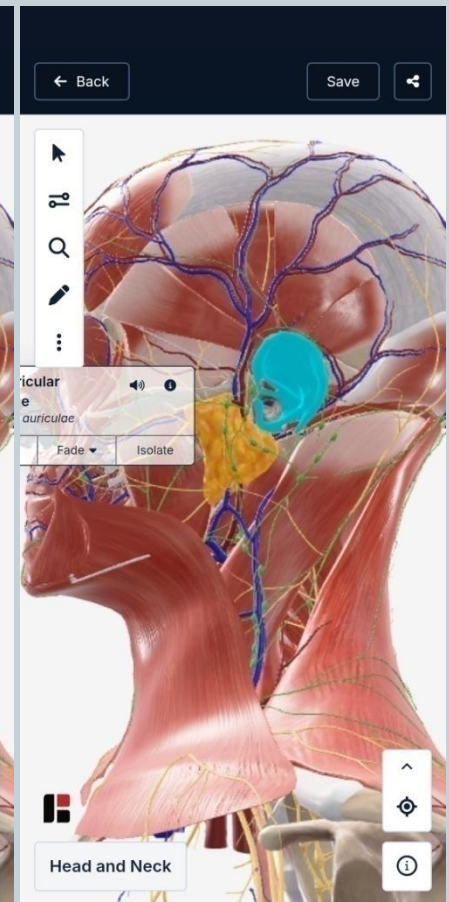 Back
Save
ricular
e
auriculae
Fade
Isolate
Head and Neck